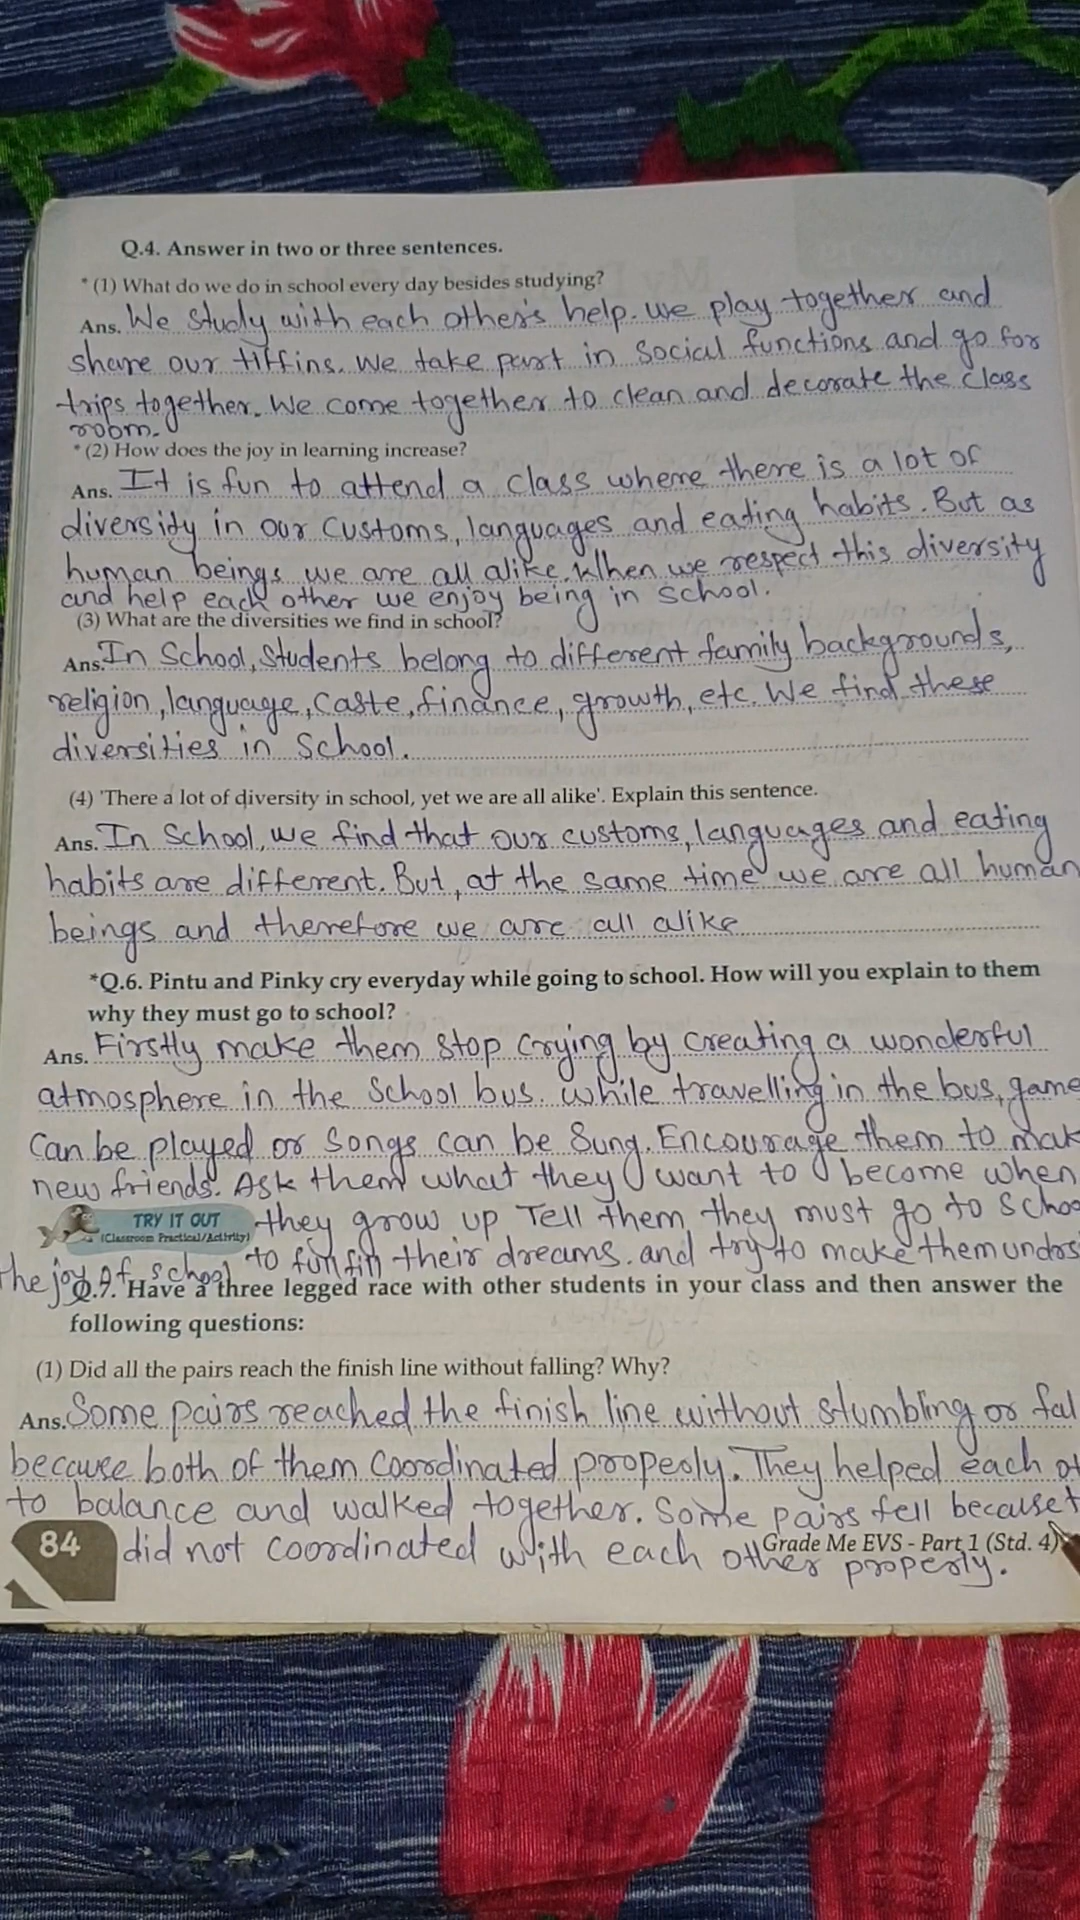 Q.4. Answer in two or three sentences.
* (1) What do we do in school every day besides studying?
Ans. We study with each other's help. we play together and
share our tiffins. We take part in Social functions and go for
trips together. We come together to clean and decorate the class
room.
* (2) How does the joy in learning increase?
Ans. It is fun to attend a class where there is a lot of
diversity in our customs, languages and eating habits. But as
human beings we are all alike. When we respect this diversity
and help each other we enjoy being in school.
(3) What are the diversities we find in school?
Ans. In School, Students belong to different family backgrounds,
religion, language, Caste, finance, growth, etc. We find these
diversities in School.
(4) 'There a lot of diversity in school, yet we are all alike'. Explain this sentence.
Ans. In School, we find that our customs, languages and eating
habits are different. But, at the same time we are all human
beings and therefore we are all alike
*Q.6. Pintu and Pinky cry everyday while going to school. How will you explain to them
why they must go to school?
Ans. Firstly make them stop crying by creating a wonderful
atmosphere in the School bus. while travelling in the bus, game
Can be played or Songs can be Sung. Encourage them to mak
new friends. Ask them what they want to become when
TRY IT OUT they grow up Tell them they must go to Schoo
(Classroom Practical/Activity)
to their dreams. and try to make them
the joy of school
Q.7. Have a three legged race with other students in your class and then answer the
following questions:
(1) Did all the pairs reach the finish line without falling? Why?
Ans. Some pairs reached the finish line without stumbling or fal
because both of them Coordinated properly. They helped each ot
to balance and walked together. Some pairs fell because t
84 did not coordinated with each other properly.
Grade Me EVS - Part 1 (Std. 4)